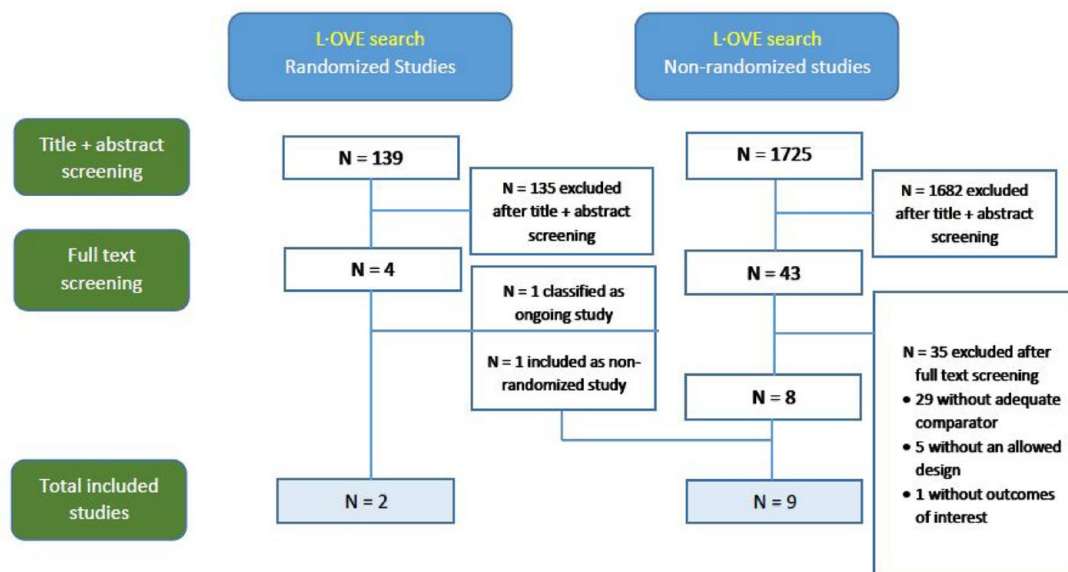 L·OVE search
Randomized Studies
L·OVE search
Non-randomized studies
Title + abstract
screening
N = 139
N = 1725
N = 135 excluded
after title + abstract
screening
N = 1682 excluded
after title + abstract
screening
Full text
screening
N = 4
N = 43
N = 1 classified as
ongoing study
N = 1 included as non-
randomized study
N = 35 excluded after
full text screening
• 29 without adequate
comparator
• 5 without an allowed
design
• 1 without outcomes
of interest
N = 8
Total included
studies
N = 2
N = 9